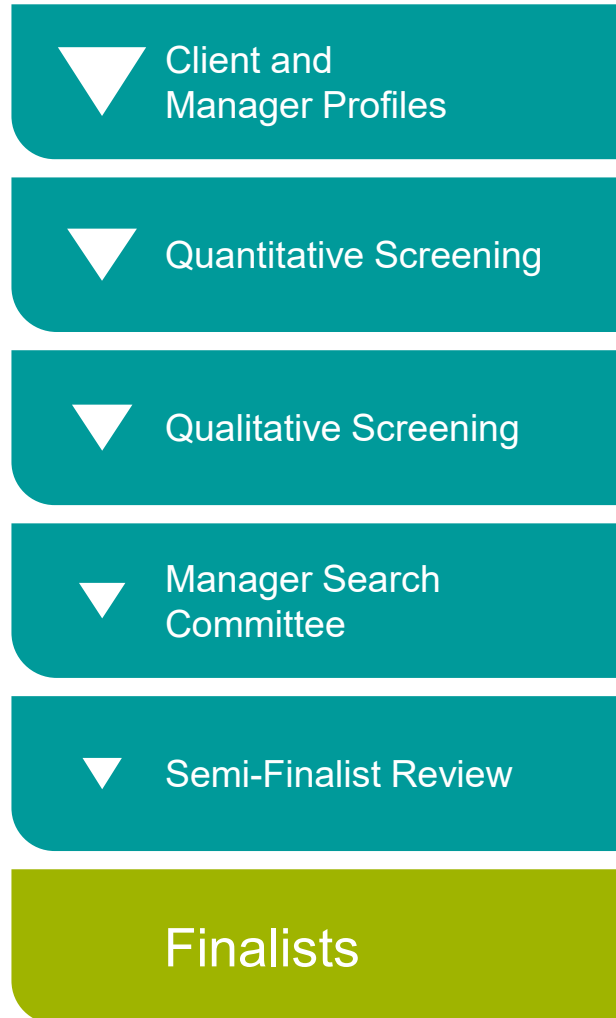 Client and
Manager Profiles
Quantitative Screening
Qualitative Screening
Manager Search
Committee
Semi-Finalist Review
Finalists